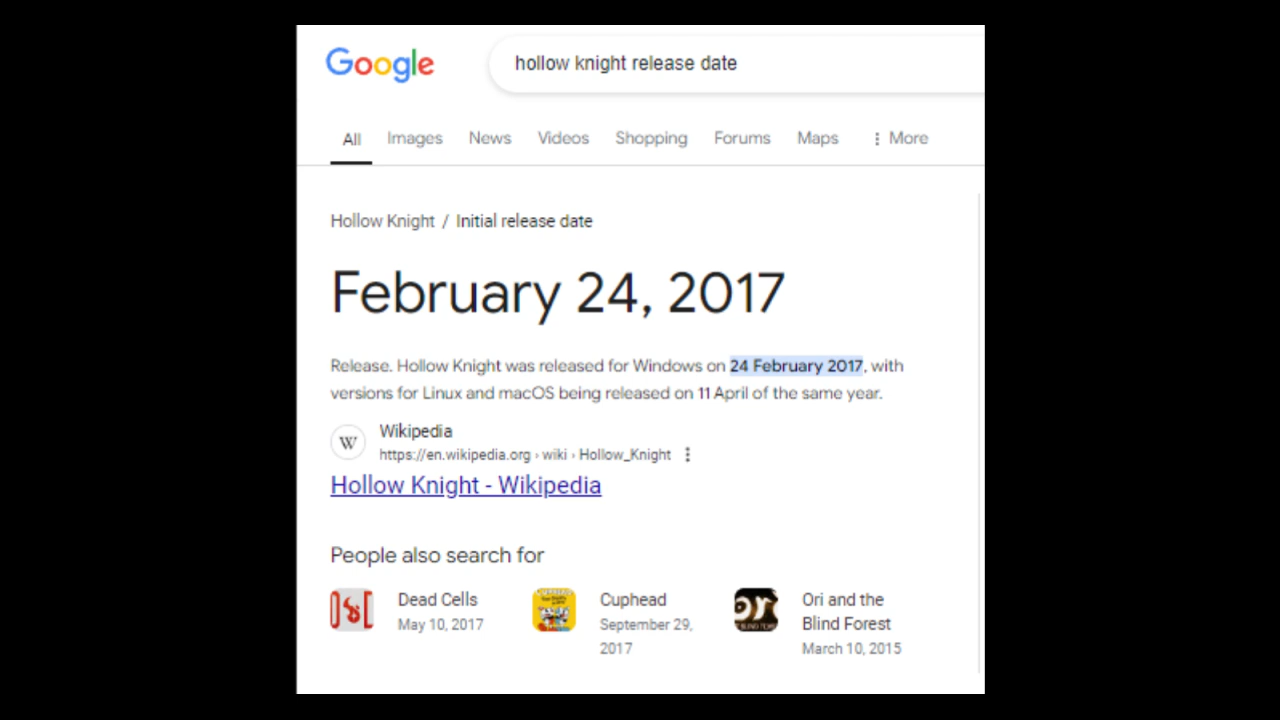 Google
hollow knight release date
All Images News Videos Shopping Forums Maps More
Hollow Knight / Initial release date
February 24, 2017
Release. Hollow Knight was released for Windows on 24 February 2017, with
versions for Linux and macOS being released on 11 April of the same year.
W
Wikipedia
https://en.wikipedia.org › wiki › Hollow_Knight
Hollow Knight - Wikipedia
People also search for
Dead Cells
May 10, 2017
Cuphead
September 29,
2017
ori
Ori and the
Blind Forest
March 10, 2015